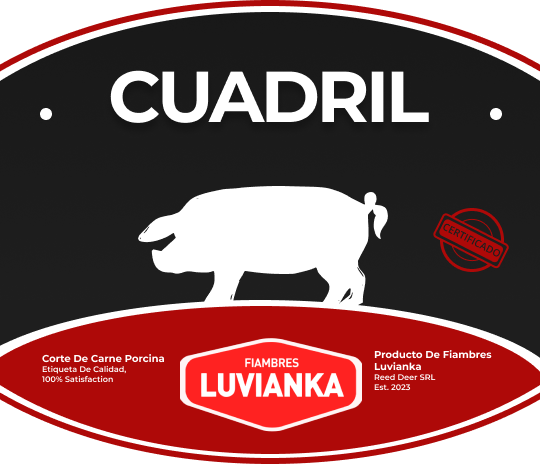 CUADRIL
CERTIFICADO
Corte De Carne Porcina
Etiqueta De Calidad,
100% Satisfaction
FIAMBRES
LUVIANKA
Producto De Fiambres
Luvianka
Reed Deer SRL
Est. 2023